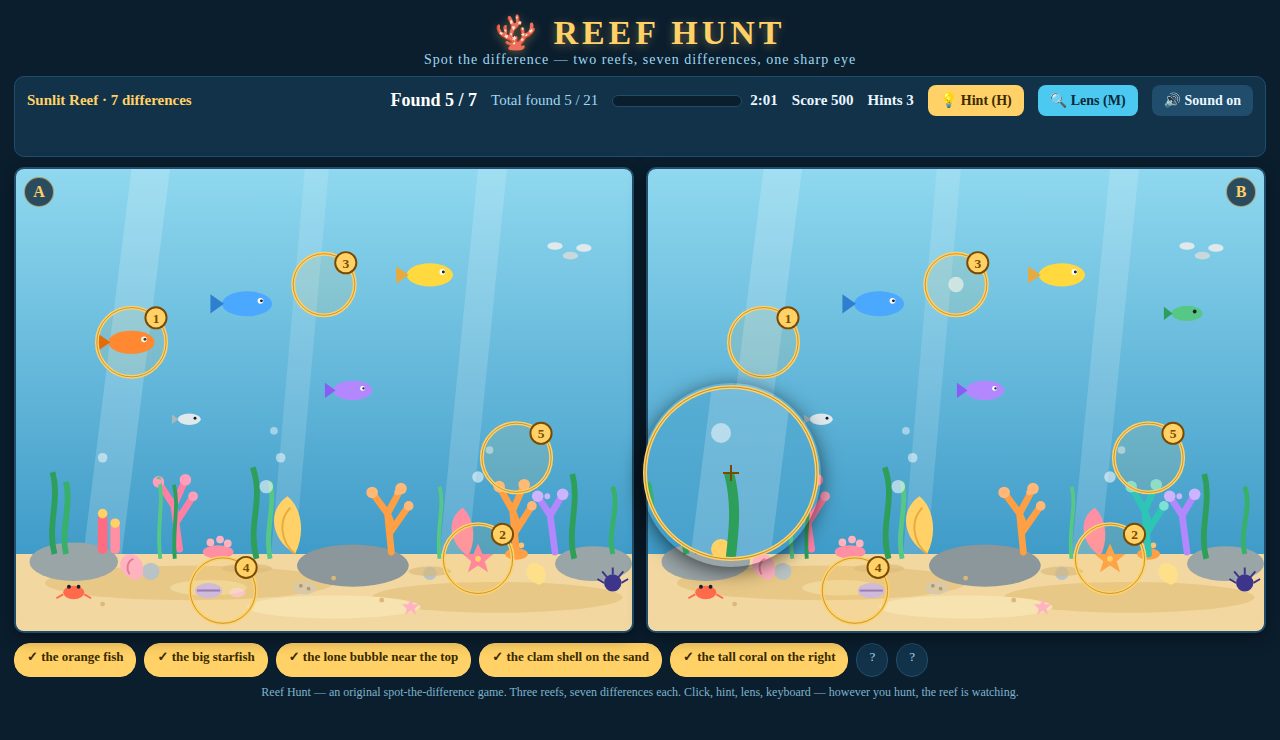 REEF HUNT
Spot the difference — two reefs, seven differences, one sharp eye
Sunlit Reef · 7 differences
Found 5 / 7
Total found 5 / 21
2:01
Score 500
Hints 3
💡 Hint (H)
🔍 Lens (M)
🔊 Sound on
A
B
3
1
5
2
4
3
1
5
2
4
✓ the orange fish
✓ the big starfish
✓ the lone bubble near the top
✓ the clam shell on the sand
✓ the tall coral on the right
?
?
Reef Hunt — an original spot-the-difference game. Three reefs, seven differences each. Click, hint, lens, keyboard — however you hunt, the reef is watching.